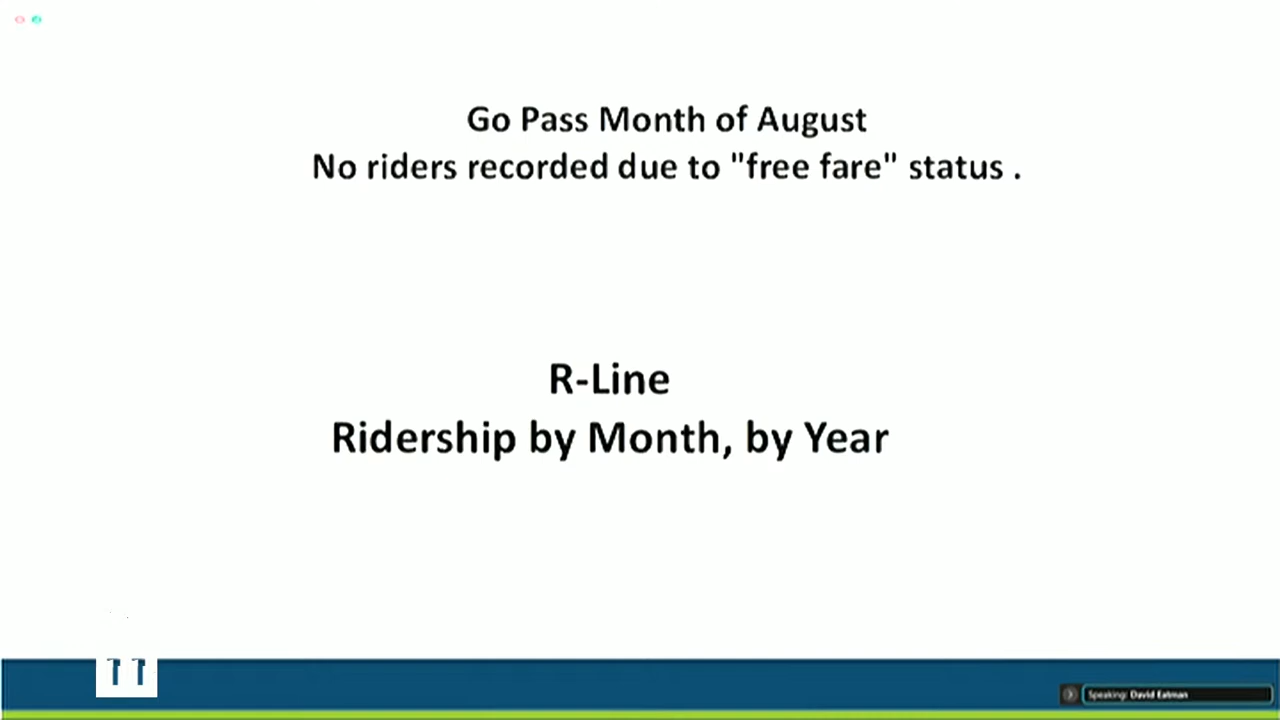 Go Pass Month of August
No riders recorded due to "free fare" status .
R-Line
Ridership by Month, by Year
11
Speaking: David Eatman